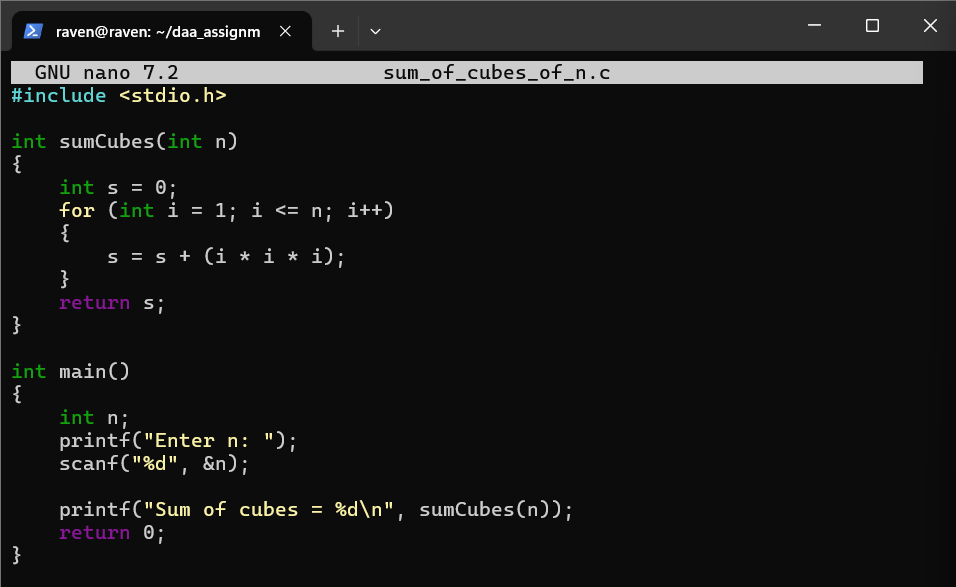 raven@raven: ~/daa_assignm
GNU nano 7.2 sum_of_cubes_of_n.c
#include <stdio.h>

int sumCubes(int n)
{
    int s = 0;
    for (int i = 1; i <= n; i++)
    {
        s = s + (i * i * i);
    }
    return s;
}

int main()
{
    int n;
    printf("Enter n: ");
    scanf("%d", &n);

    printf("Sum of cubes = %d\n", sumCubes(n));
    return 0;
}